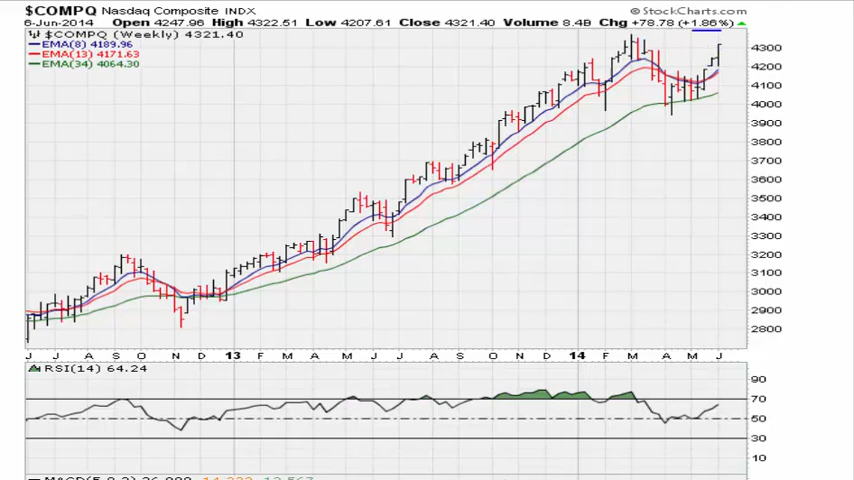 $COMPQ Nasdaq Composite INDX © StockCharts.com
6-Jun-2014 Open 4247.96 High 4322.51 Low 4207.61 Close 4321.40 Volume 8.4B Chg +78.78 (+1.86%)
$COMPQ (Weekly) 4321.40
EMA(8) 4189.96
EMA(13) 4171.63
EMA(34) 4064.30
4300
4200
4100
4000
3900
3800
3700
3600
3500
3400
3300
3200
3100
3000
2900
2800
J J A S O N D 13 F M A M J J A S O N D 14 F M A M J
RSI(14) 64.24
90
70
50
30
10